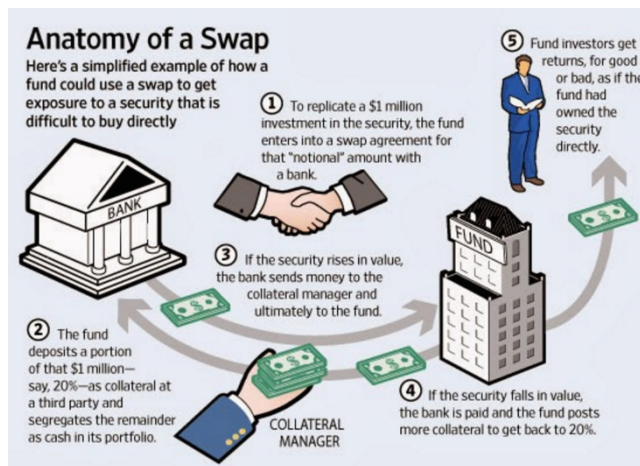 Anatomy of a Swap
Here's a simplified example of how a
fund could use a swap to get
exposure to a security that is
difficult to buy directly
1 To replicate a $1 million
investment in the security, the fund
enters into a swap agreement for
that "notional" amount with
a bank.
BANK
2 The fund
deposits a portion
of that $1 million—
say, 20%—as collateral at
a third party and
segregates the remainder
as cash in its portfolio.
3 If the security rises in value,
the bank sends money to the
collateral manager and
ultimately to the fund.
COLLATERAL
MANAGER
FUND
4 If the security falls in value,
the bank is paid and the fund posts
more collateral to get back to 20%.
5 Fund investors get
returns, for good
or bad, as if the
fund had
owned the
security
directly.